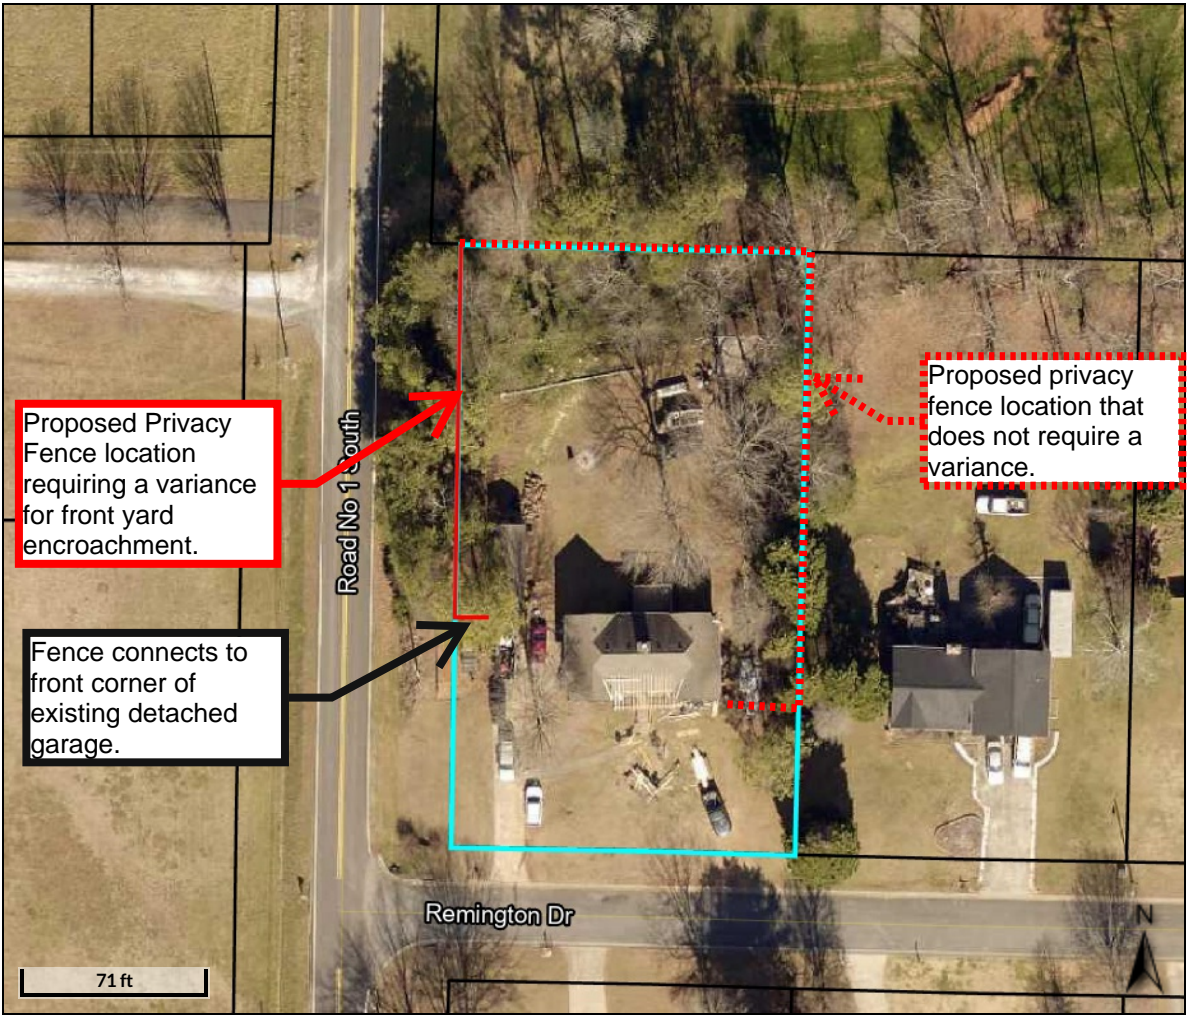 Proposed privacy
fence location that
does not require a
variance.
Proposed Privacy
Fence location
requiring a variance
for front yard
encroachment.
Road No 1 South
Fence connects to
front corner of
existing detached
garage.
Remington Dr
N
71 ft